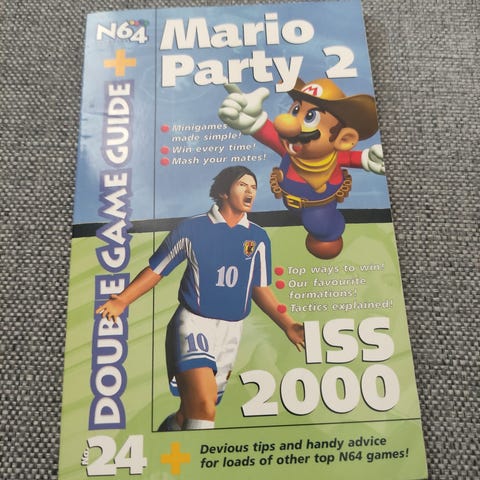 N64
Mario
Party 2
DOUBLE GAME GUIDE +
Minigames
made simple!
Win every time!
Mash your mates!
M
10
10
Top ways to win!
Our favourite
formations!
Tactics explained!
ISS
2000
No. 24
+ Devious tips and handy advice
for loads of other top N64 games!